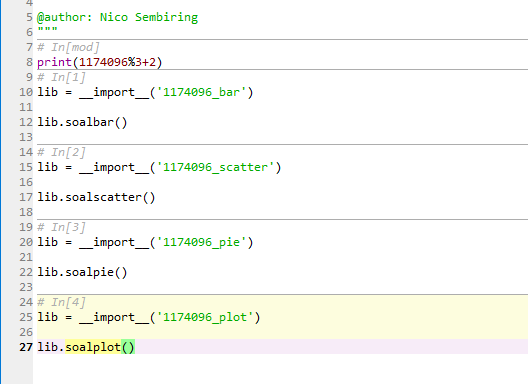 4
5 @author: Nico Sembiring
6 """
7 # In[mod]
8 print(1174096%3+2)
9 # In[1]
10 lib = __import__('1174096_bar')
11
12 lib.soalbar()
13
14 # In[2]
15 lib = __import__('1174096_scatter')
16
17 lib.soalscatter()
18
19 # In[3]
20 lib = __import__('1174096_pie')
21
22 lib.soalpie()
23
24 # In[4]
25 lib = __import__('1174096_plot')
26
27 lib.soalplot()